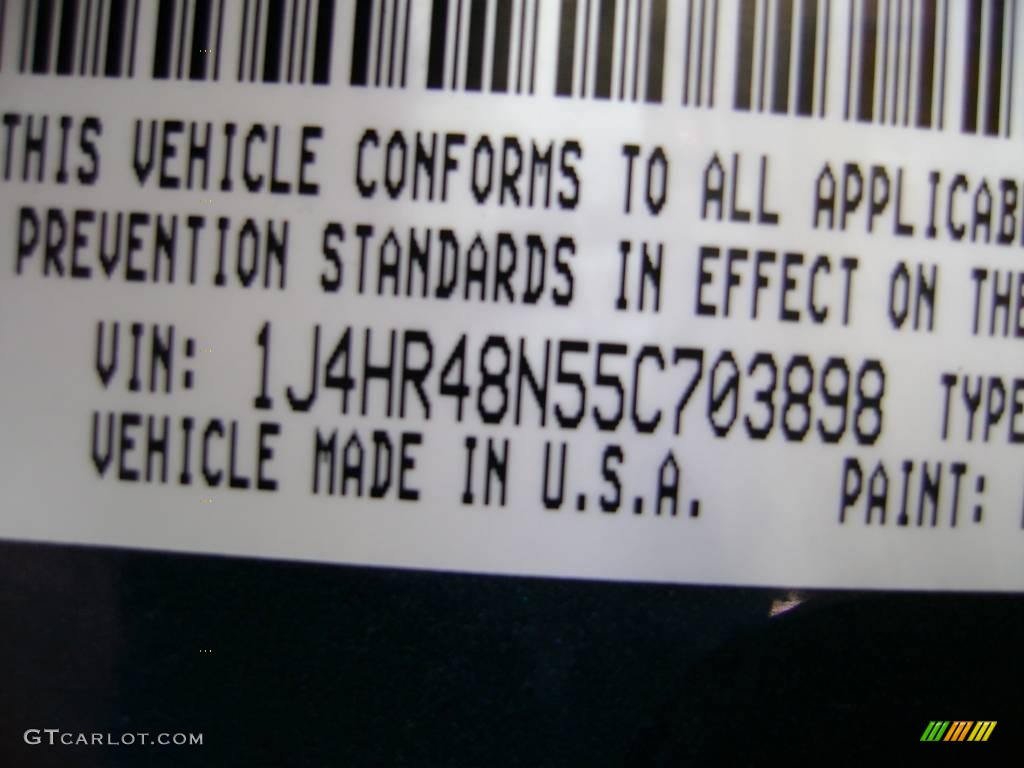 THIS VEHICLE CONFORMS TO ALL APPLICAB
PREVENTION STANDARDS IN EFFECT ON THE
VIN: 1J4HR48N55C703898 TYPE
VEHICLE MADE IN U.S.A. PAINT:
GTCARLOT.COM